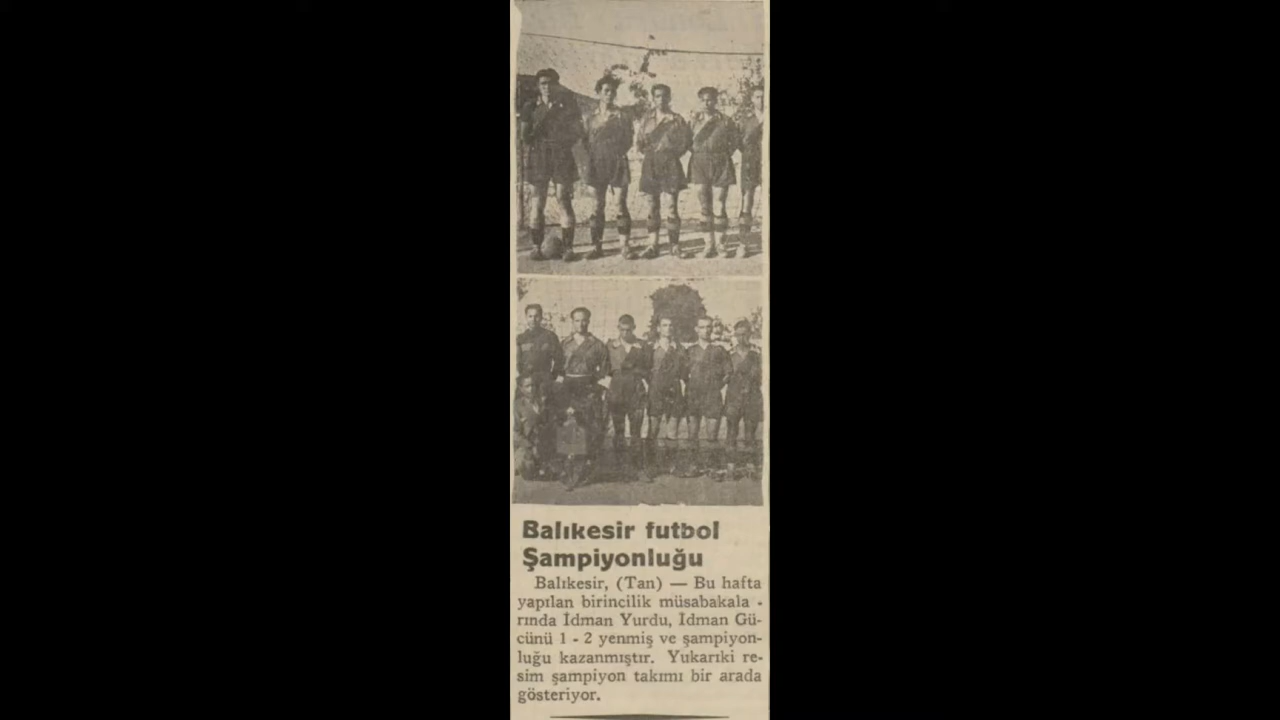 Balıkesir futbol
Şampiyonluğu
Balıkesir, (Tan) — Bu hafta
yapılan birincilik müsabakala -
rında İdman Yurdu, İdman Gü-
cünü 1 - 2 yenmiş ve şampiyon-
luğu kazanmıştır. Yukarıki re-
sim şampiyon takımı bir arada
gösteriyor.